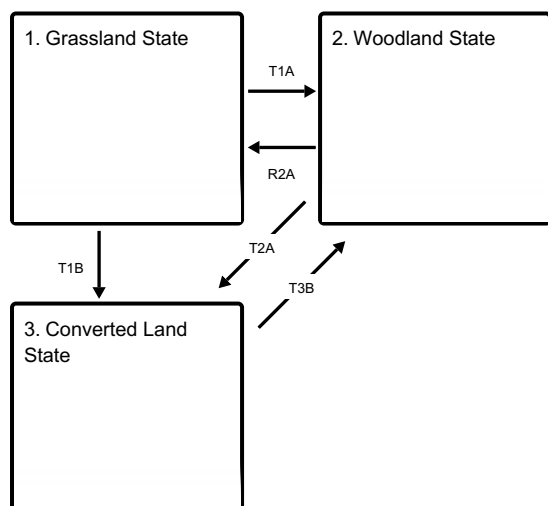 1. Grassland State
2. Woodland State
T1A
R2A
T2A
T1B
T3B
3. Converted Land
State